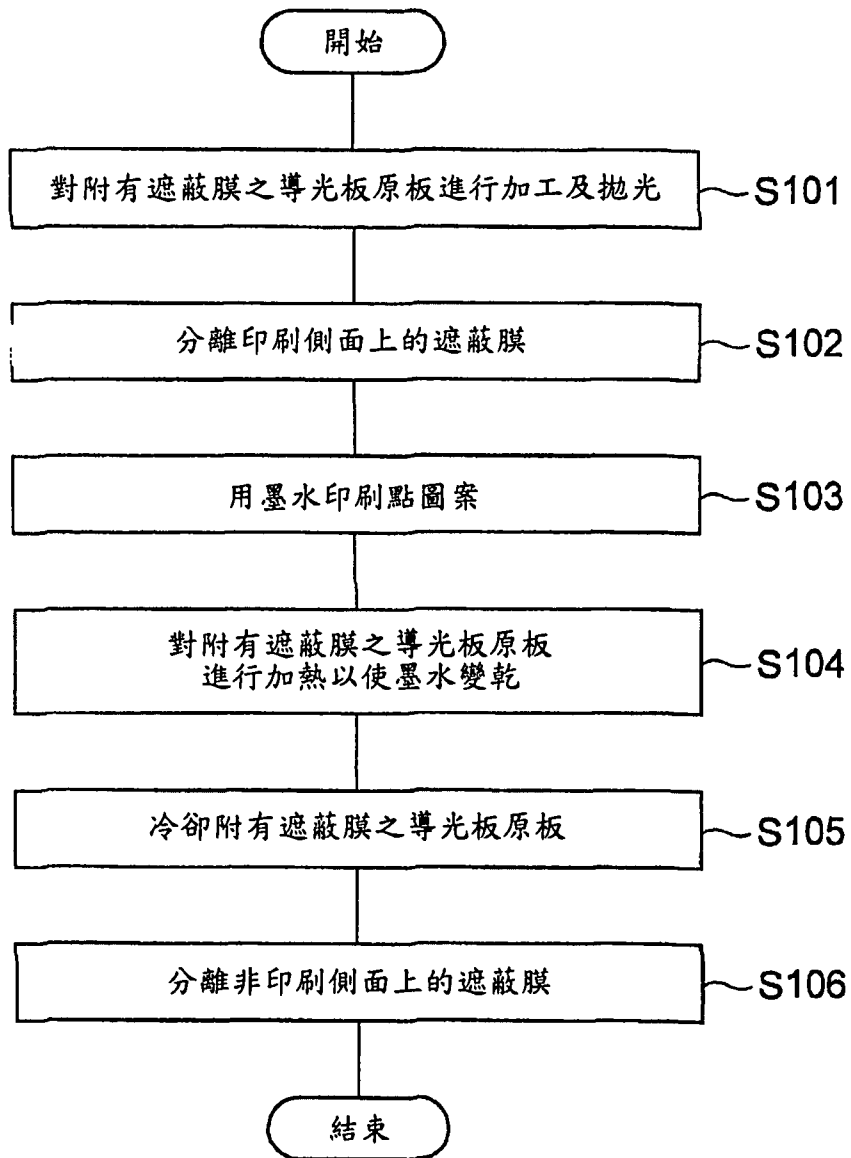 開始
對附有遮蔽膜之導光板原板進行加工及拋光
S101
分離印刷側面上的遮蔽膜
S102
用墨水印刷點圖案
S103
對附有遮蔽膜之導光板原板
進行加熱以使墨水變乾
S104
冷卻附有遮蔽膜之導光板原板
S105
分離非印刷側面上的遮蔽膜
S106
結束